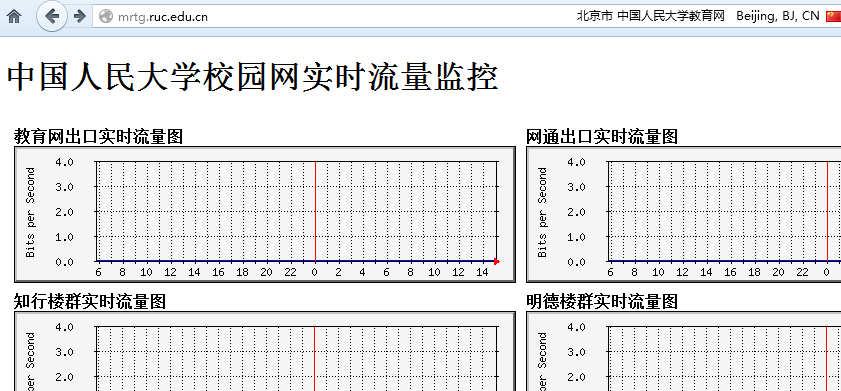 mrtg.ruc.edu.cn 北京市 中国人民大学教育网 Beijing, BJ, CN
中国人民大学校园网实时流量监控
教育网出口实时流量图
4.0
3.0
2.0
1.0
0.0
Bits per Second
6 8 10 12 14 16 18 20 22 0 2 4 6 8 10 12 14
网通出口实时流量图
4.0
3.0
2.0
1.0
0.0
Bits per Second
6 8 10 12 14 16 18 20 22 0
知行楼群实时流量图
4.0
3.0
2.0
per Second
明德楼群实时流量图
4.0
3.0
2.0
per Second